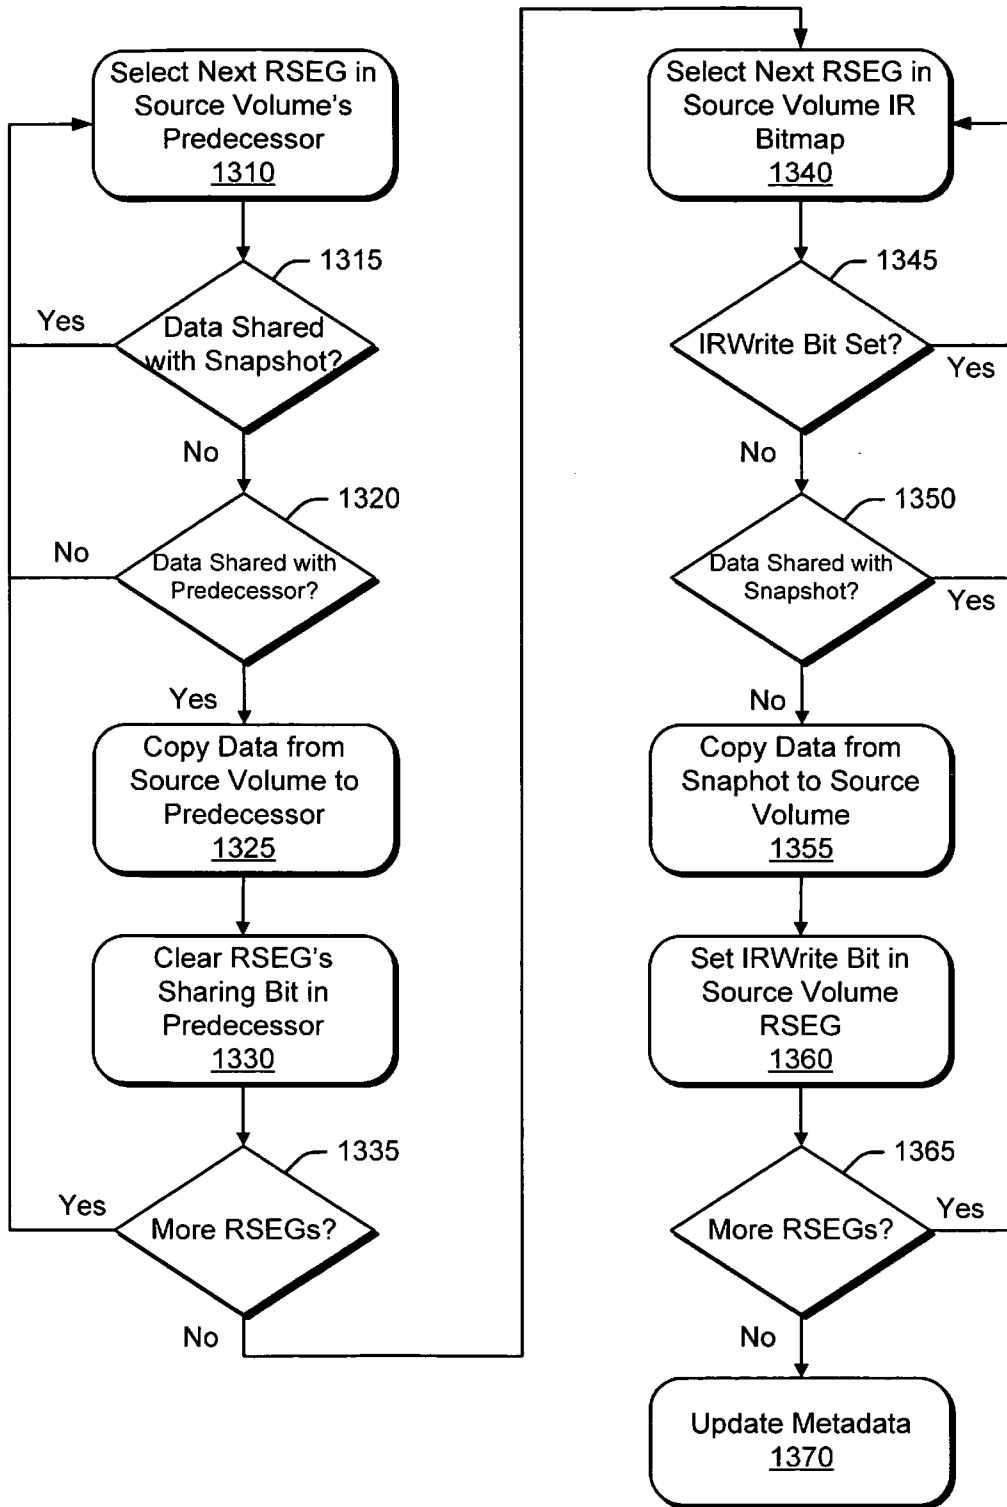 Select Next RSEG in
Source Volume's
Predecessor
1310
1315
Yes
Data Shared
with Snapshot?
No
1320
No
Data Shared with
Predecessor?
Yes
Copy Data from
Source Volume to
Predecessor
1325
Clear RSEG's
Sharing Bit in
Predecessor
1330
1335
Yes
More RSEGs?
No
Select Next RSEG in
Source Volume IR
Bitmap
1340
1345
IRWrite Bit Set?
Yes
No
1350
Data Shared with
Snapshot?
Yes
No
Copy Data from
Snaphot to Source
Volume
1355
Set IRWrite Bit in
Source Volume
RSEG
1360
1365
Yes
More RSEGs?
No
Update Metadata
1370